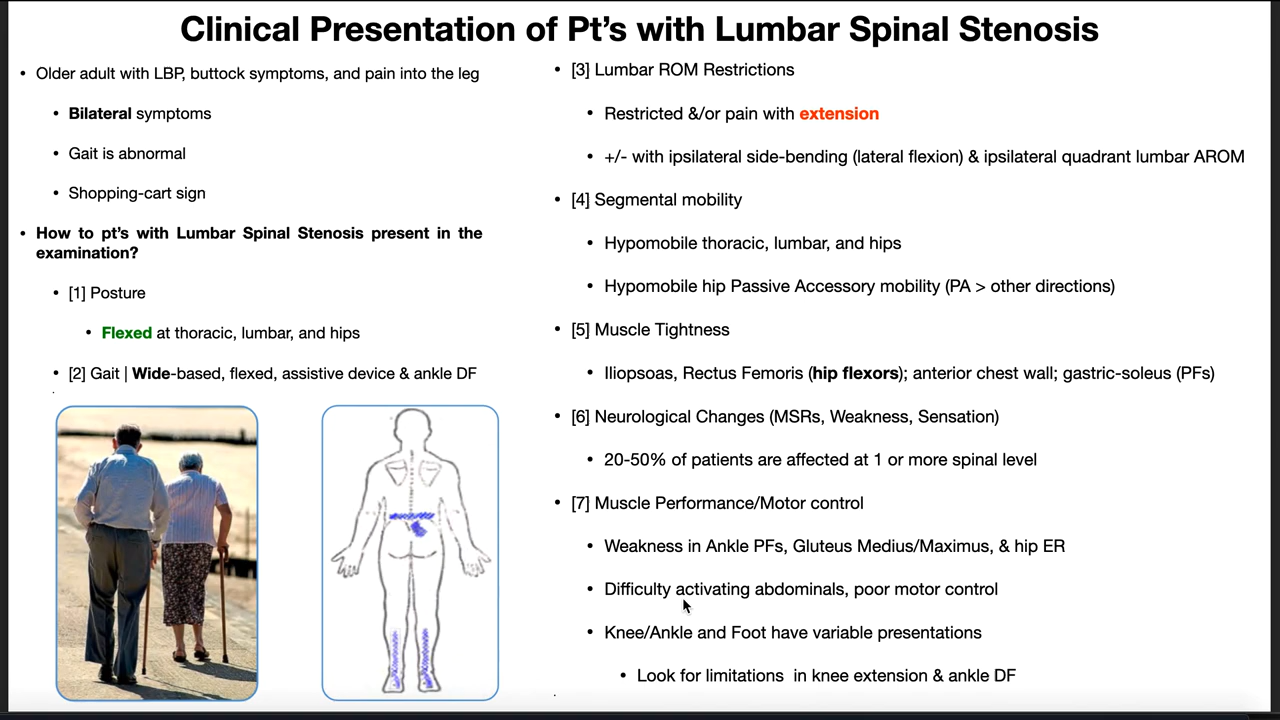 Clinical Presentation of Pt's with Lumbar Spinal Stenosis
• Older adult with LBP, buttock symptoms, and pain into the leg
• Bilateral symptoms
• Gait is abnormal
• Shopping-cart sign
• How to pt's with Lumbar Spinal Stenosis present in the
examination?
• [1] Posture
• Flexed at thoracic, lumbar, and hips
• [2] Gait | Wide-based, flexed, assistive device & ankle DF
• [3] Lumbar ROM Restrictions
• Restricted &/or pain with extension
• +/- with ipsilateral side-bending (lateral flexion) & ipsilateral quadrant lumbar AROM
• [4] Segmental mobility
• Hypomobile thoracic, lumbar, and hips
• Hypomobile hip Passive Accessory mobility (PA > other directions)
• [5] Muscle Tightness
• Iliopsoas, Rectus Femoris (hip flexors); anterior chest wall; gastric-soleus (PFs)
• [6] Neurological Changes (MSRs, Weakness, Sensation)
• 20-50% of patients are affected at 1 or more spinal level
• [7] Muscle Performance/Motor control
• Weakness in Ankle PFs, Gluteus Medius/Maximus, & hip ER
• Difficulty activating abdominals, poor motor control
• Knee/Ankle and Foot have variable presentations
• Look for limitations in knee extension & ankle DF